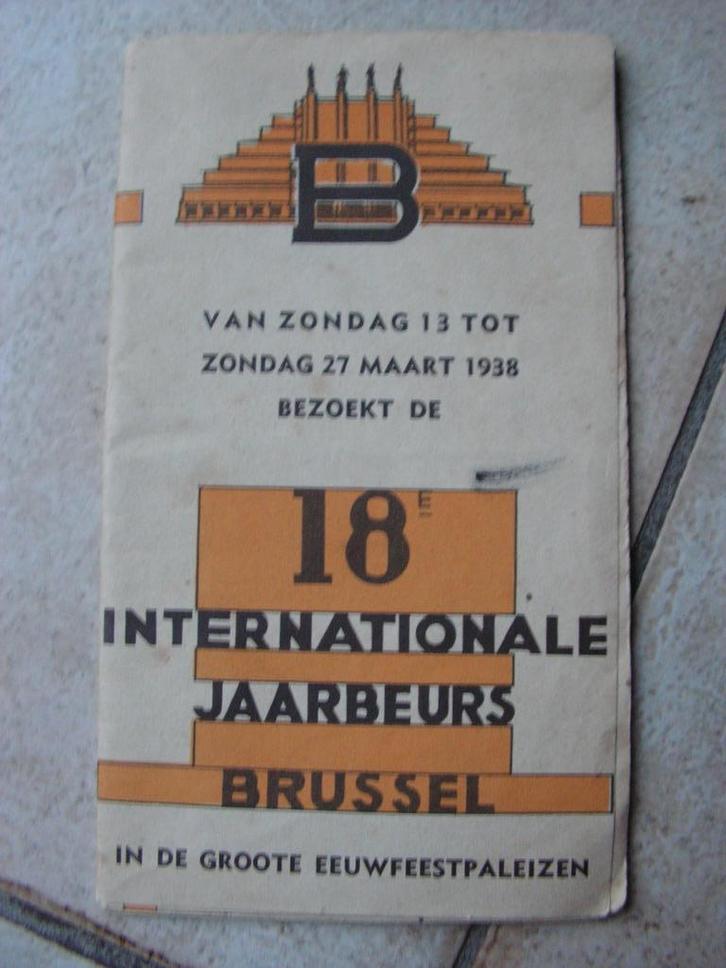 B
VAN ZONDAG 13 TOT
ZONDAG 27 MAART 1938
BEZOEKT DE
18E
INTERNATIONALE
JAARBEURS
BRUSSEL
IN DE GROOTE EEUWFEESTPALEIZEN